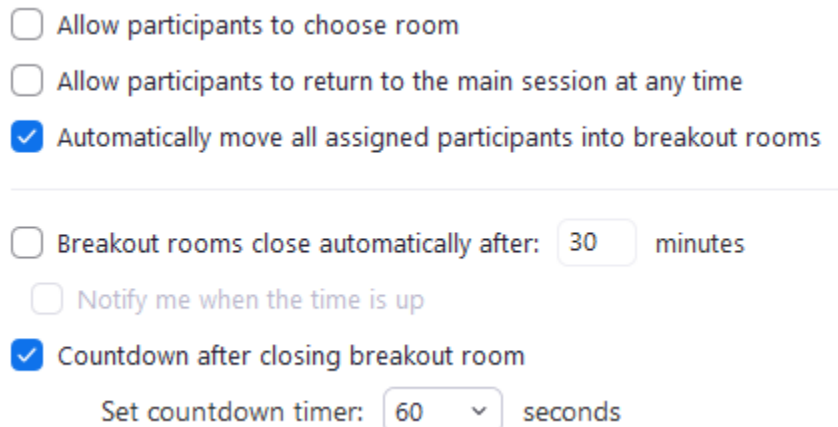 Allow participants to choose room
Allow participants to return to the main session at any time
Automatically move all assigned participants into breakout rooms
Breakout rooms close automatically after: 30 minutes
Notify me when the time is up
Countdown after closing breakout room
Set countdown timer: 60 seconds